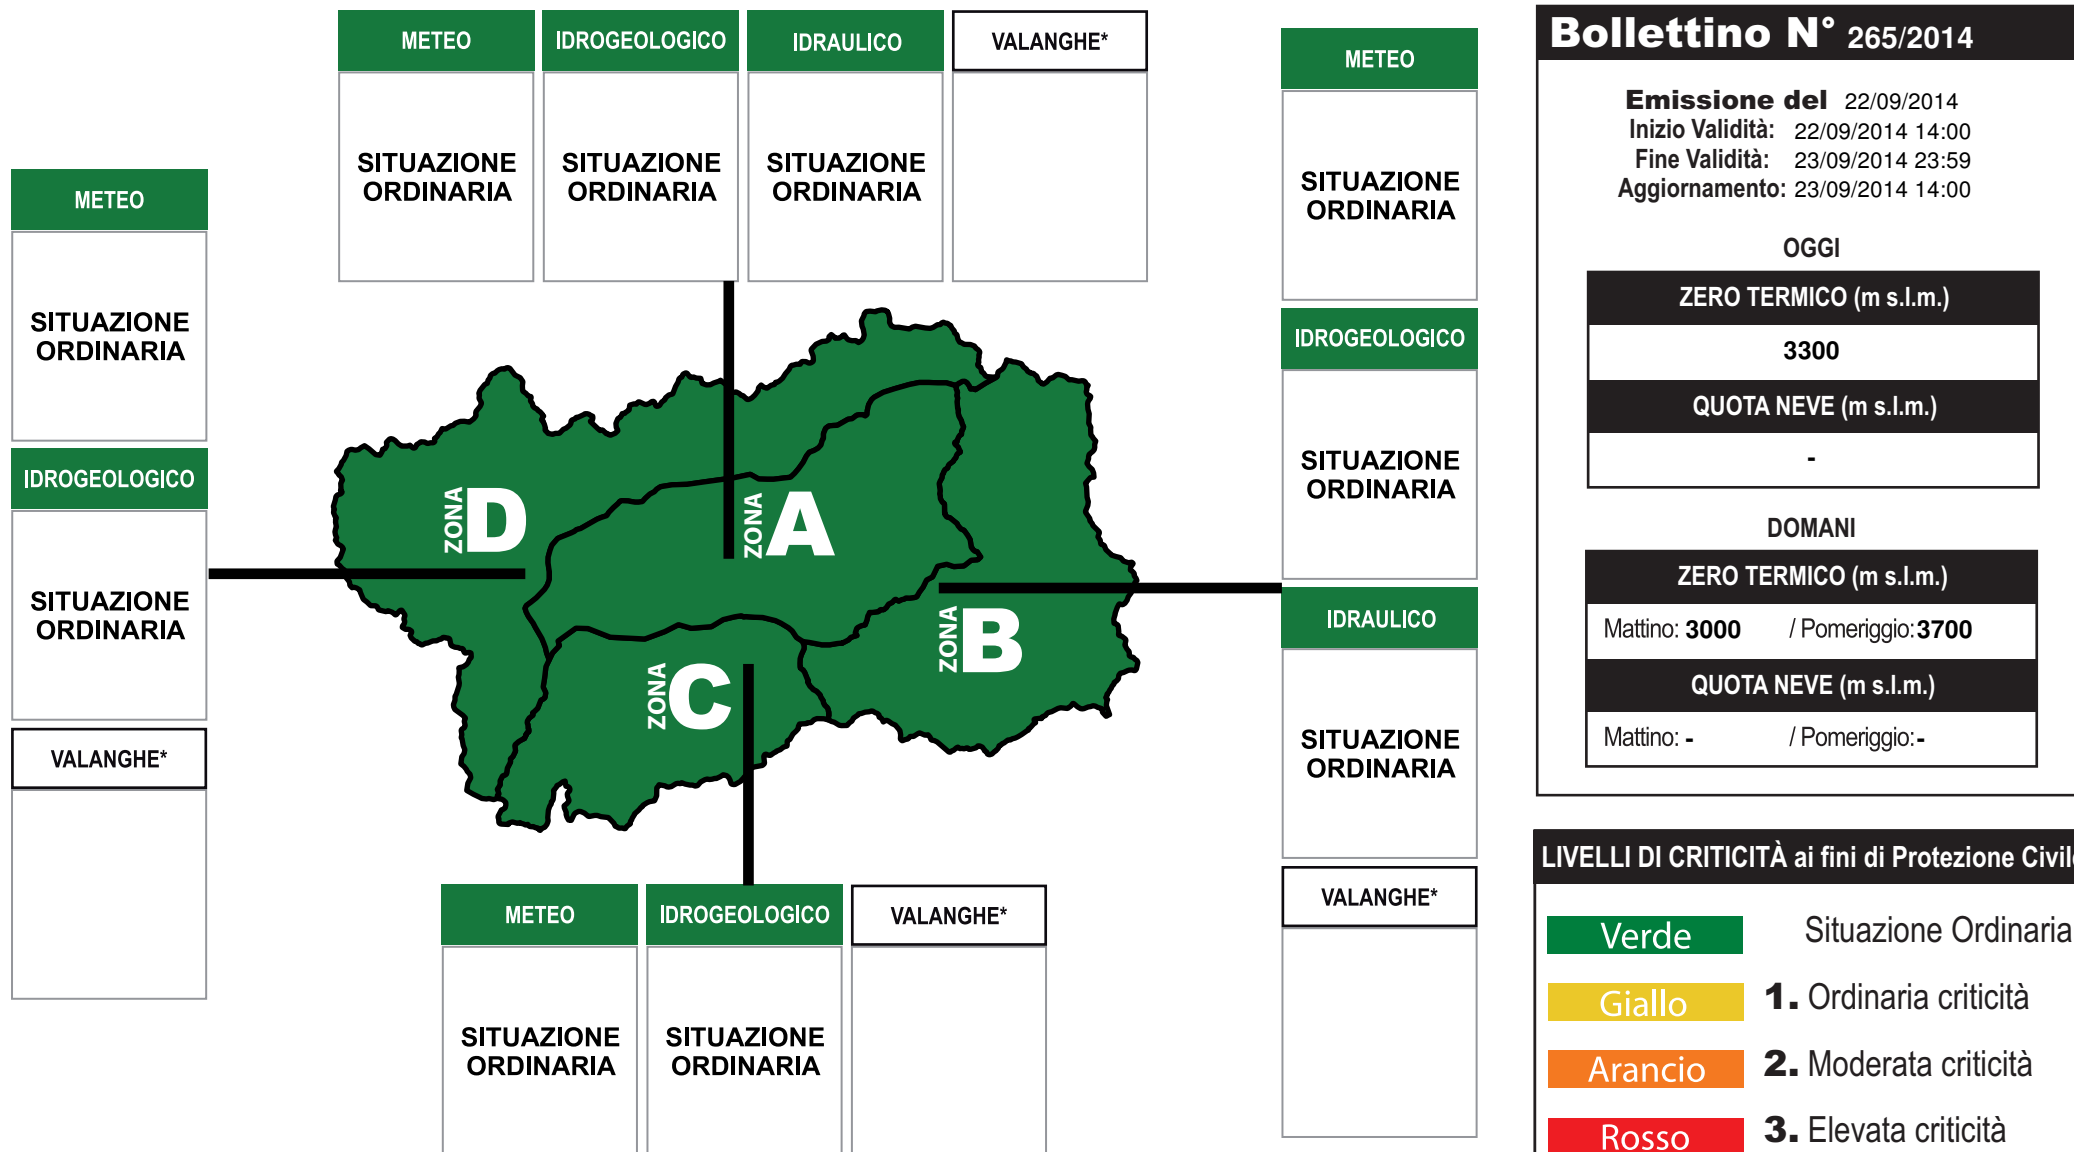 METEO
IDROGEOLOGICO
IDRAULICO
VALANGHE*
SITUAZIONE
ORDINARIA
SITUAZIONE
ORDINARIA
SITUAZIONE
ORDINARIA
METEO
SITUAZIONE
ORDINARIA
IDROGEOLOGICO
SITUAZIONE
ORDINARIA
VALANGHE*
ZONA D
ZONA A
ZONA B
ZONA C
METEO
SITUAZIONE
ORDINARIA
IDROGEOLOGICO
SITUAZIONE
ORDINARIA
IDRAULICO
SITUAZIONE
ORDINARIA
VALANGHE*
METEO
IDROGEOLOGICO
VALANGHE*
SITUAZIONE
ORDINARIA
SITUAZIONE
ORDINARIA
Bollettino N° 265/2014
Emissione del 22/09/2014
Inizio Validità: 22/09/2014 14:00
Fine Validità: 23/09/2014 23:59
Aggiornamento: 23/09/2014 14:00
OGGI
ZERO TERMICO (m s.l.m.)
3300
QUOTA NEVE (m s.l.m.)
-
DOMANI
ZERO TERMICO (m s.l.m.)
Mattino: 3000 / Pomeriggio: 3700
QUOTA NEVE (m s.l.m.)
Mattino: - / Pomeriggio: -
LIVELLI DI CRITICITÀ ai fini di Protezione Civile
Verde Situazione Ordinaria
Giallo 1. Ordinaria criticità
Arancio 2. Moderata criticità
Rosso 3. Elevata criticità